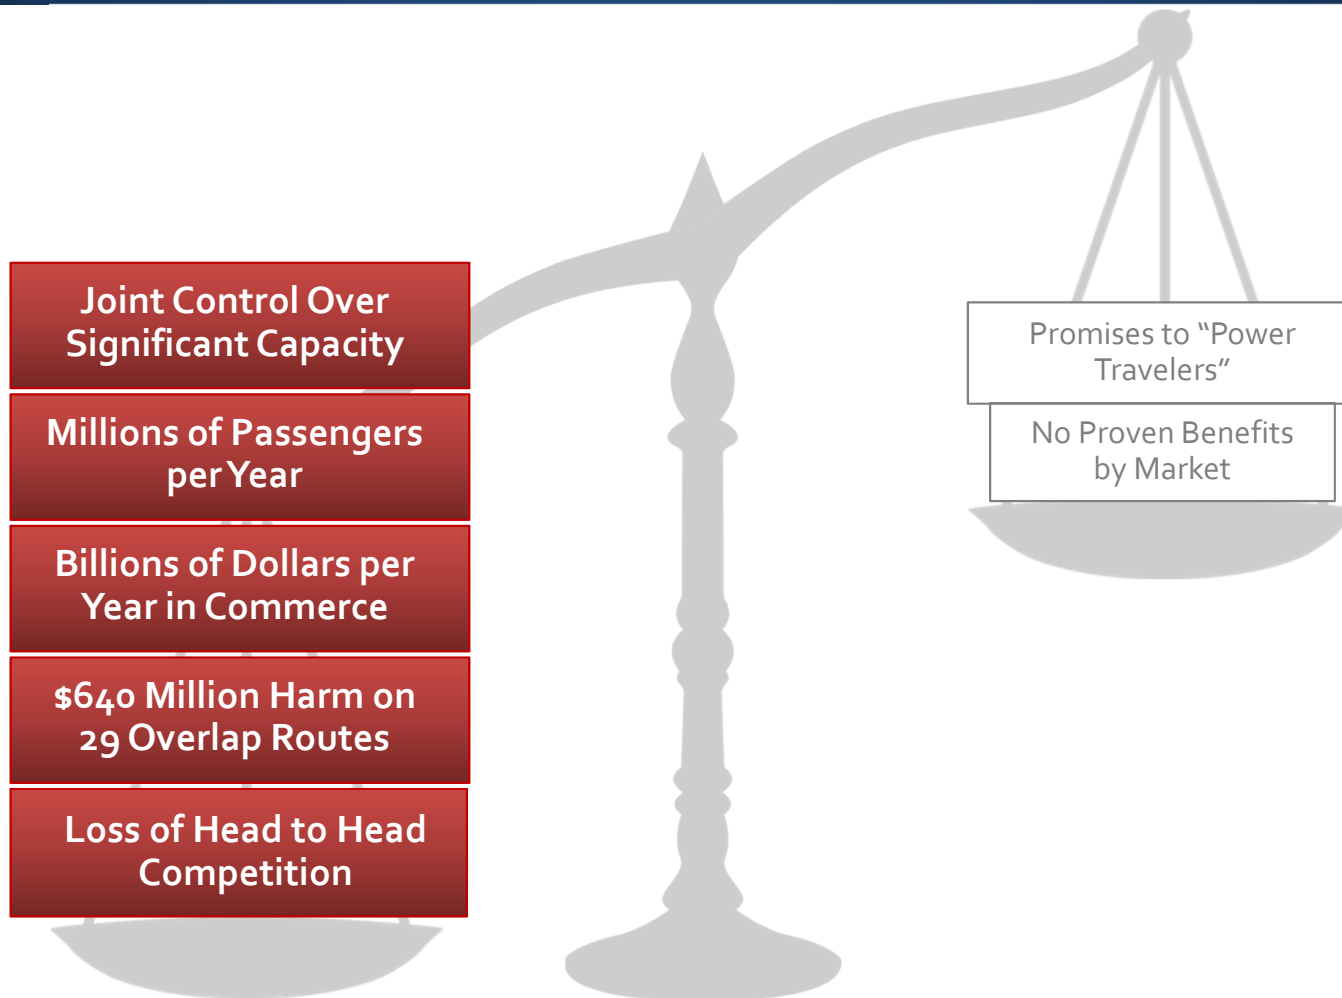 Joint Control Over
Significant Capacity
Millions of Passengers
per Year
Billions of Dollars per
Year in Commerce
$640 Million Harm on
29 Overlap Routes
Loss of Head to Head
Competition
Promises to “Power
Travelers”
No Proven Benefits
by Market